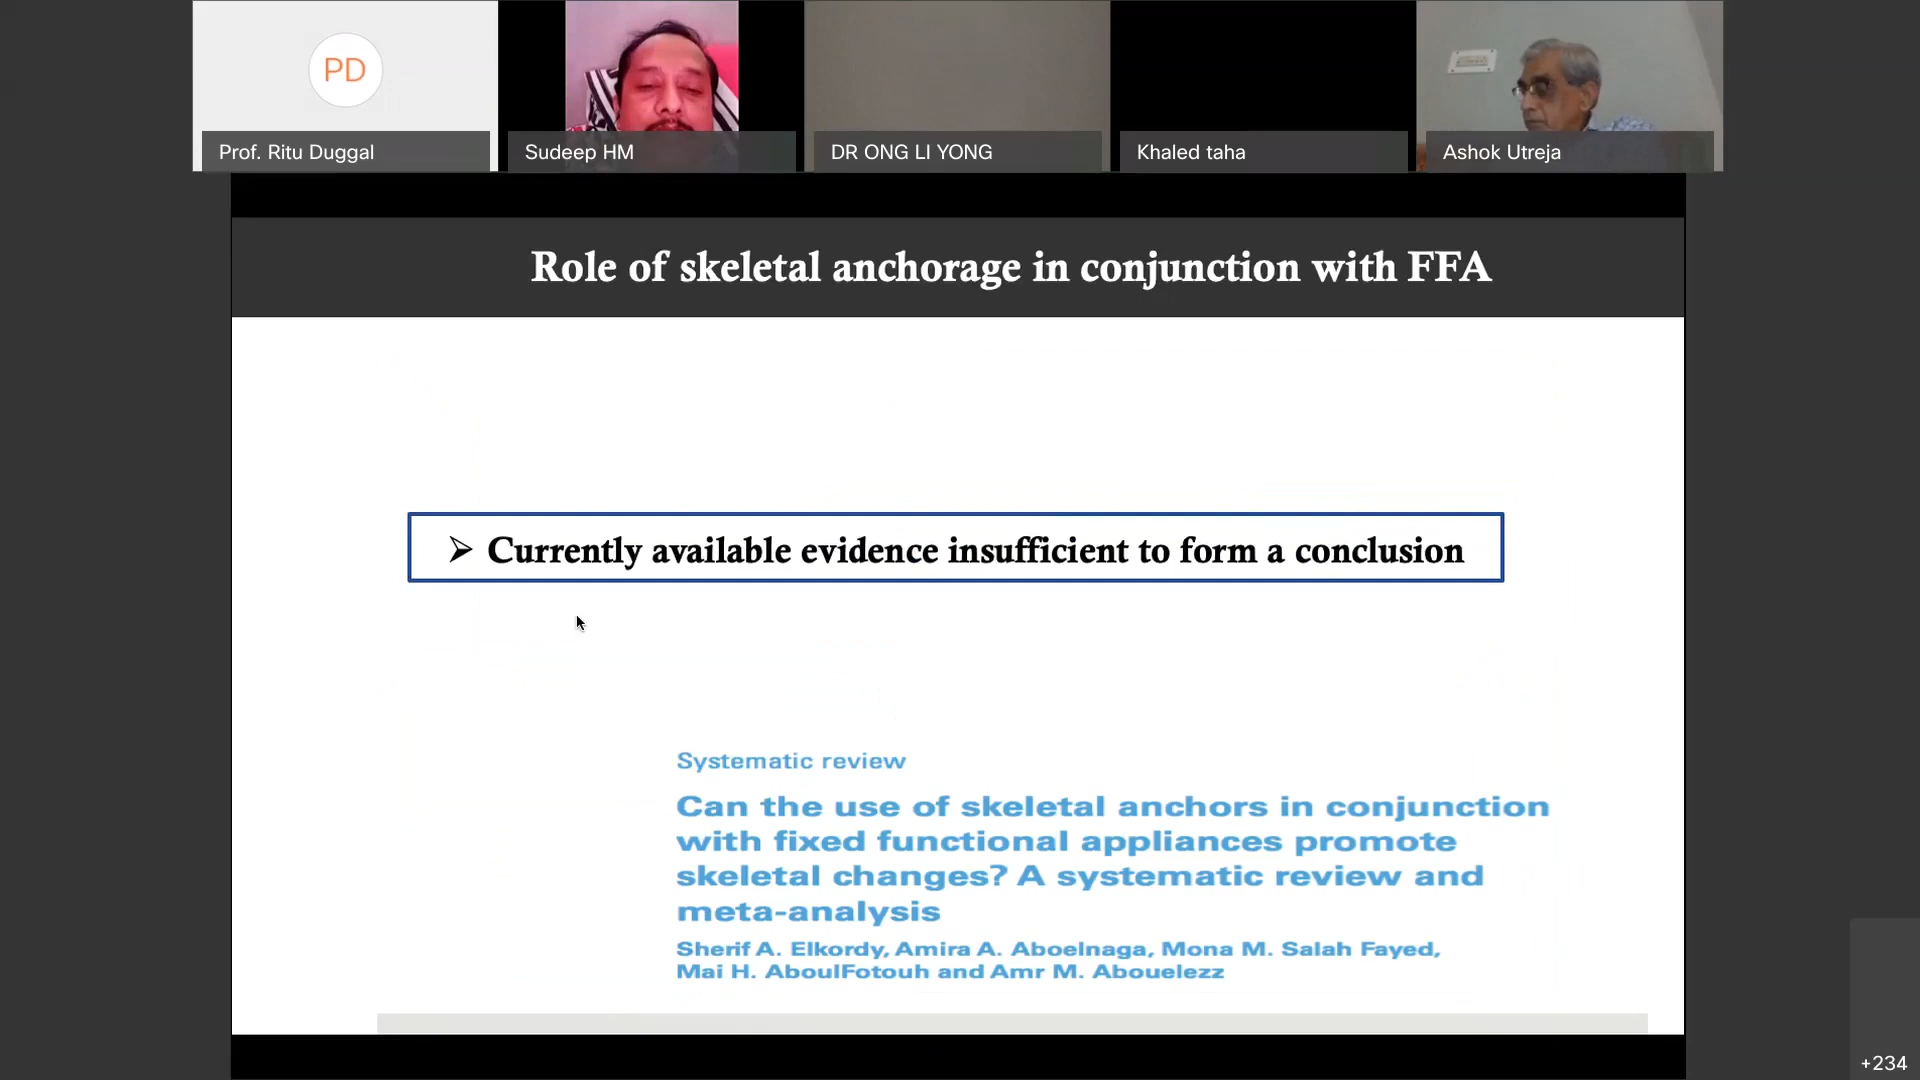 PD
Prof. Ritu Duggal
Sudeep HM
DR ONG LI YONG
Khaled taha
Ashok Utreja
Role of skeletal anchorage in conjunction with FFA
➢ Currently available evidence insufficient to form a conclusion
Systematic review
Can the use of skeletal anchors in conjunction
with fixed functional appliances promote
skeletal changes? A systematic review and
meta-analysis
Sherif A. Elkordy, Amira A. Aboelnaga, Mona M. Salah Fayed,
Mai H. AboulFotouh and Amr M. Abouelezz
+234